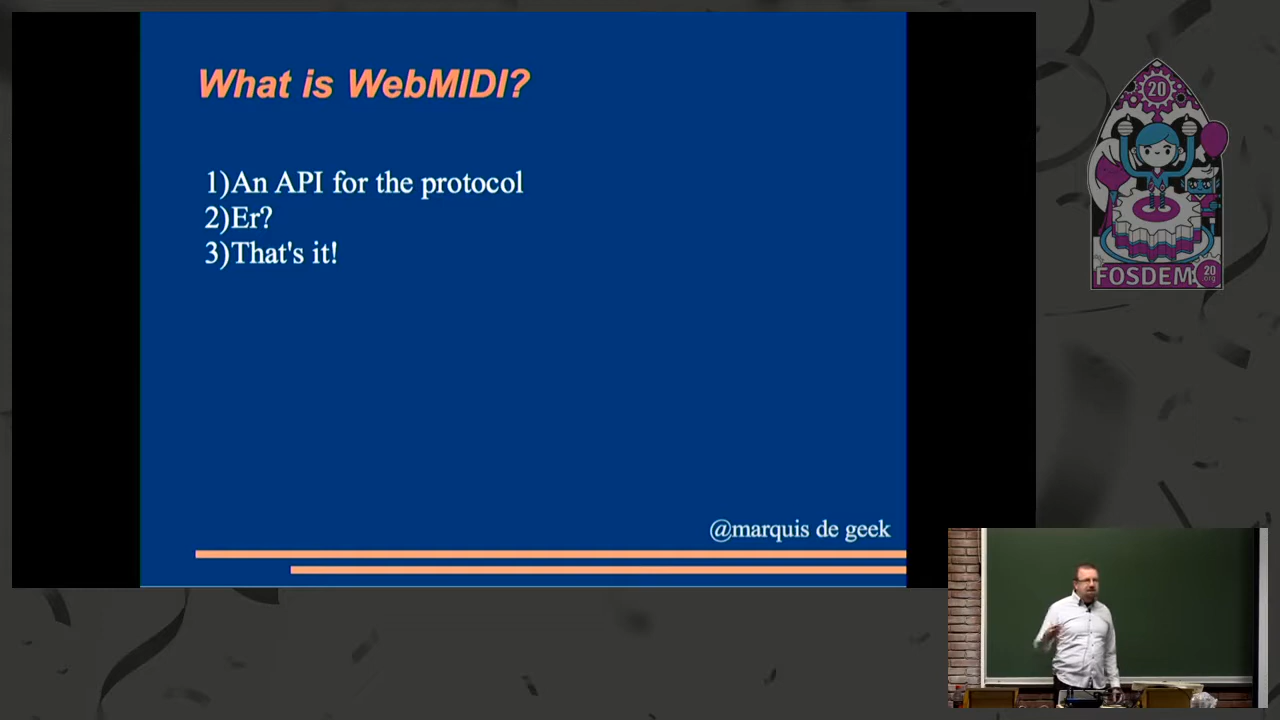 What is WebMIDI?
1)An API for the protocol
2)Er?
3)That's it!
@marquis de geek
20
FOSDEM
20
.org